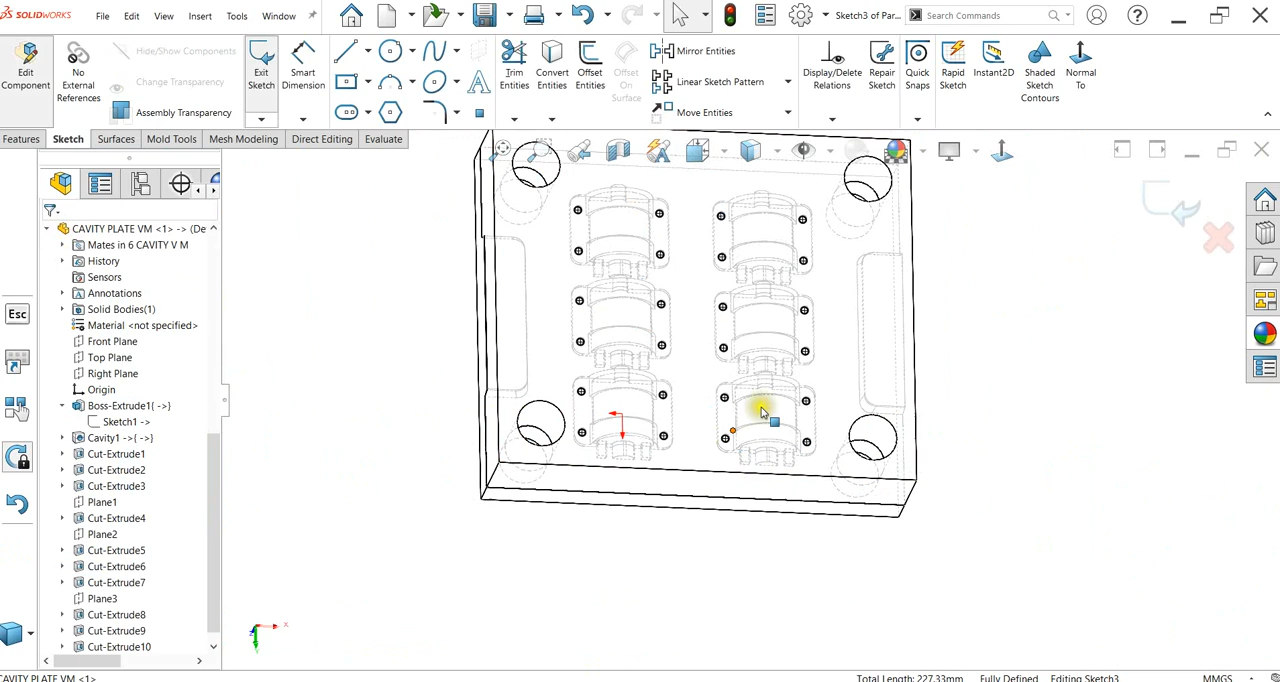 SOLIDWORKS
File
Edit
View
Insert
Tools
Window
Sketch3 of Par...
Search Commands
Edit
Component
No
External
References
Hide/Show Components
Change Transparency
Assembly Transparency
Exit
Sketch
Smart
Dimension
Trim
Entities
Convert
Entities
Offset
Entities
Offset
On
Surface
Mirror Entities
Linear Sketch Pattern
Move Entities
Display/Delete
Relations
Repair
Sketch
Quick
Snaps
Rapid
Sketch
Instant2D
Shaded
Sketch
Contours
Normal
To
Features
Sketch
Surfaces
Mold Tools
Mesh Modeling
Direct Editing
Evaluate
CAVITY PLATE VM <1> -> (De
Mates in 6 CAVITY V M
History
Sensors
Annotations
Solid Bodies(1)
Material <not specified>
Front Plane
Top Plane
Right Plane
Origin
Boss-Extrude1{ ->}
Sketch1 ->
Cavity1 ->{ ->}
Cut-Extrude1
Cut-Extrude2
Cut-Extrude3
Plane1
Cut-Extrude4
Plane2
Cut-Extrude5
Cut-Extrude6
Cut-Extrude7
Plane3
Cut-Extrude8
Cut-Extrude9
Cut-Extrude10
Esc
x
CAVITY PLATE VM <1>
Total Length: 227.33mm
Fully Defined
Editing Sketch3
MMGS